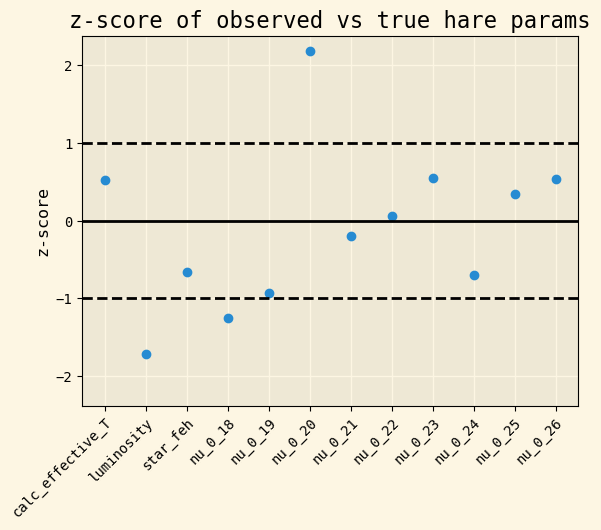 z-score of observed vs true hare params
z-score
2
1
0
−1
−2
calc_effective_T
luminosity
star_feh
nu_0_18
nu_0_19
nu_0_20
nu_0_21
nu_0_22
nu_0_23
nu_0_24
nu_0_25
nu_0_26